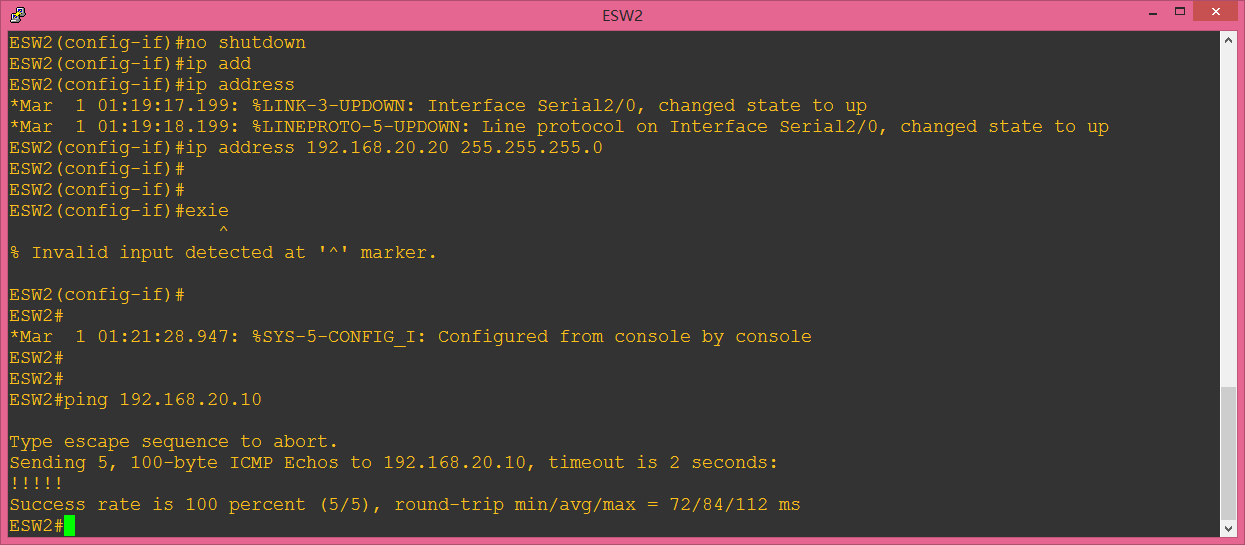 ESW2
ESW2(config-if)#no shutdown
ESW2(config-if)#ip add
ESW2(config-if)#ip address
*Mar  1 01:19:17.199: %LINK-3-UPDOWN: Interface Serial2/0, changed state to up
*Mar  1 01:19:18.199: %LINEPROTO-5-UPDOWN: Line protocol on Interface Serial2/0, changed state to up
ESW2(config-if)#ip address 192.168.20.20 255.255.255.0
ESW2(config-if)#
ESW2(config-if)#
ESW2(config-if)#exie
                   ^
% Invalid input detected at '^' marker.

ESW2(config-if)#
ESW2#
*Mar  1 01:21:28.947: %SYS-5-CONFIG_I: Configured from console by console
ESW2#
ESW2#
ESW2#ping 192.168.20.10

Type escape sequence to abort.
Sending 5, 100-byte ICMP Echos to 192.168.20.10, timeout is 2 seconds:
!!!!!
Success rate is 100 percent (5/5), round-trip min/avg/max = 72/84/112 ms
ESW2#